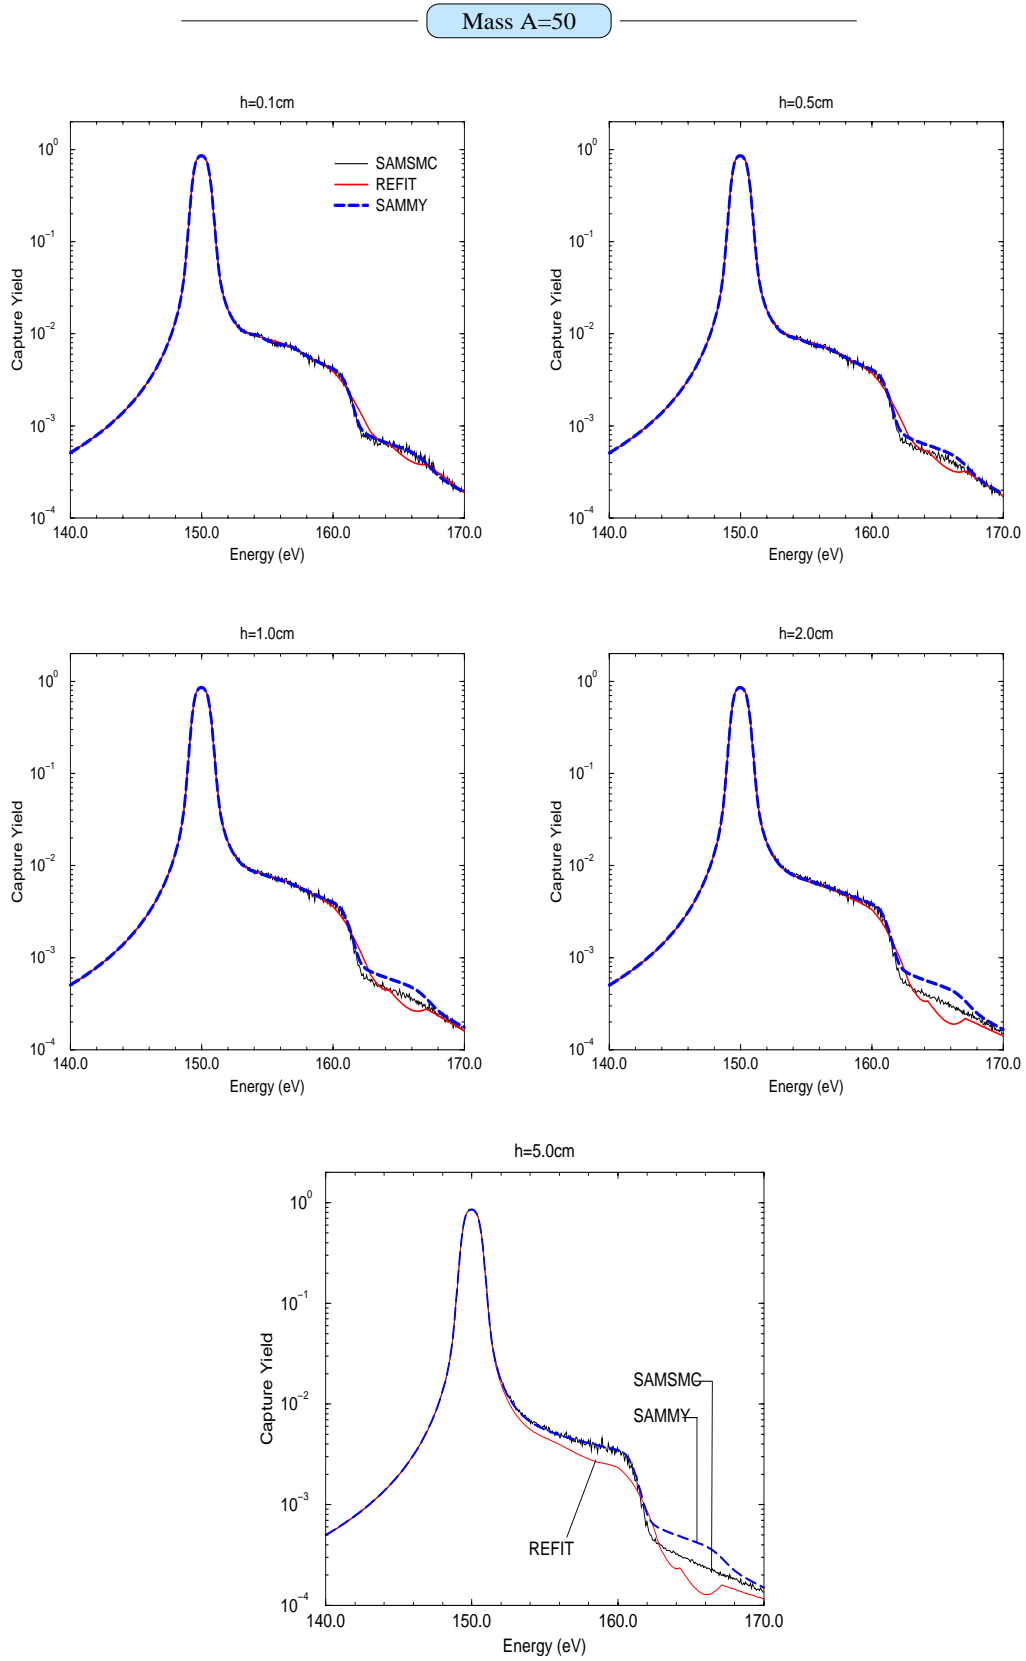 Mass A=50
h=0.1cm
Capture Yield
10^0
10^-1
10^-2
10^-3
10^-4
SAMSMC
REFIT
SAMMY
140.0 150.0 160.0 170.0
Energy (eV)
h=0.5cm
Capture Yield
10^0
10^-1
10^-2
10^-3
10^-4
140.0 150.0 160.0 170.0
Energy (eV)
h=1.0cm
Capture Yield
10^0
10^-1
10^-2
10^-3
10^-4
140.0 150.0 160.0 170.0
Energy (eV)
h=2.0cm
Capture Yield
10^0
10^-1
10^-2
10^-3
10^-4
140.0 150.0 160.0 170.0
Energy (eV)
h=5.0cm
Capture Yield
10^0
10^-1
10^-2
10^-3
10^-4
SAMSMC
SAMMY
REFIT
140.0 150.0 160.0 170.0
Energy (eV)